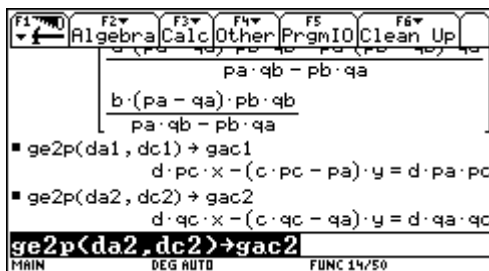 F1 F2 F3 F4 F5 F6
Algebra Calc Other PrgmIO Clean Up
pa·qb − pb·qa
b·(pa − qa)·pb·qb
pa·qb − pb·qa
ge2p(da1, dc1) → gac1
d·pc·x − (c·pc − pa)·y = d·pa·pc
ge2p(da2, dc2) → gac2
d·qc·x − (c·qc − qa)·y = d·qa·qc
ge2p(da2,dc2)→gac2
MAIN DEG AUTO FUNC 14/50